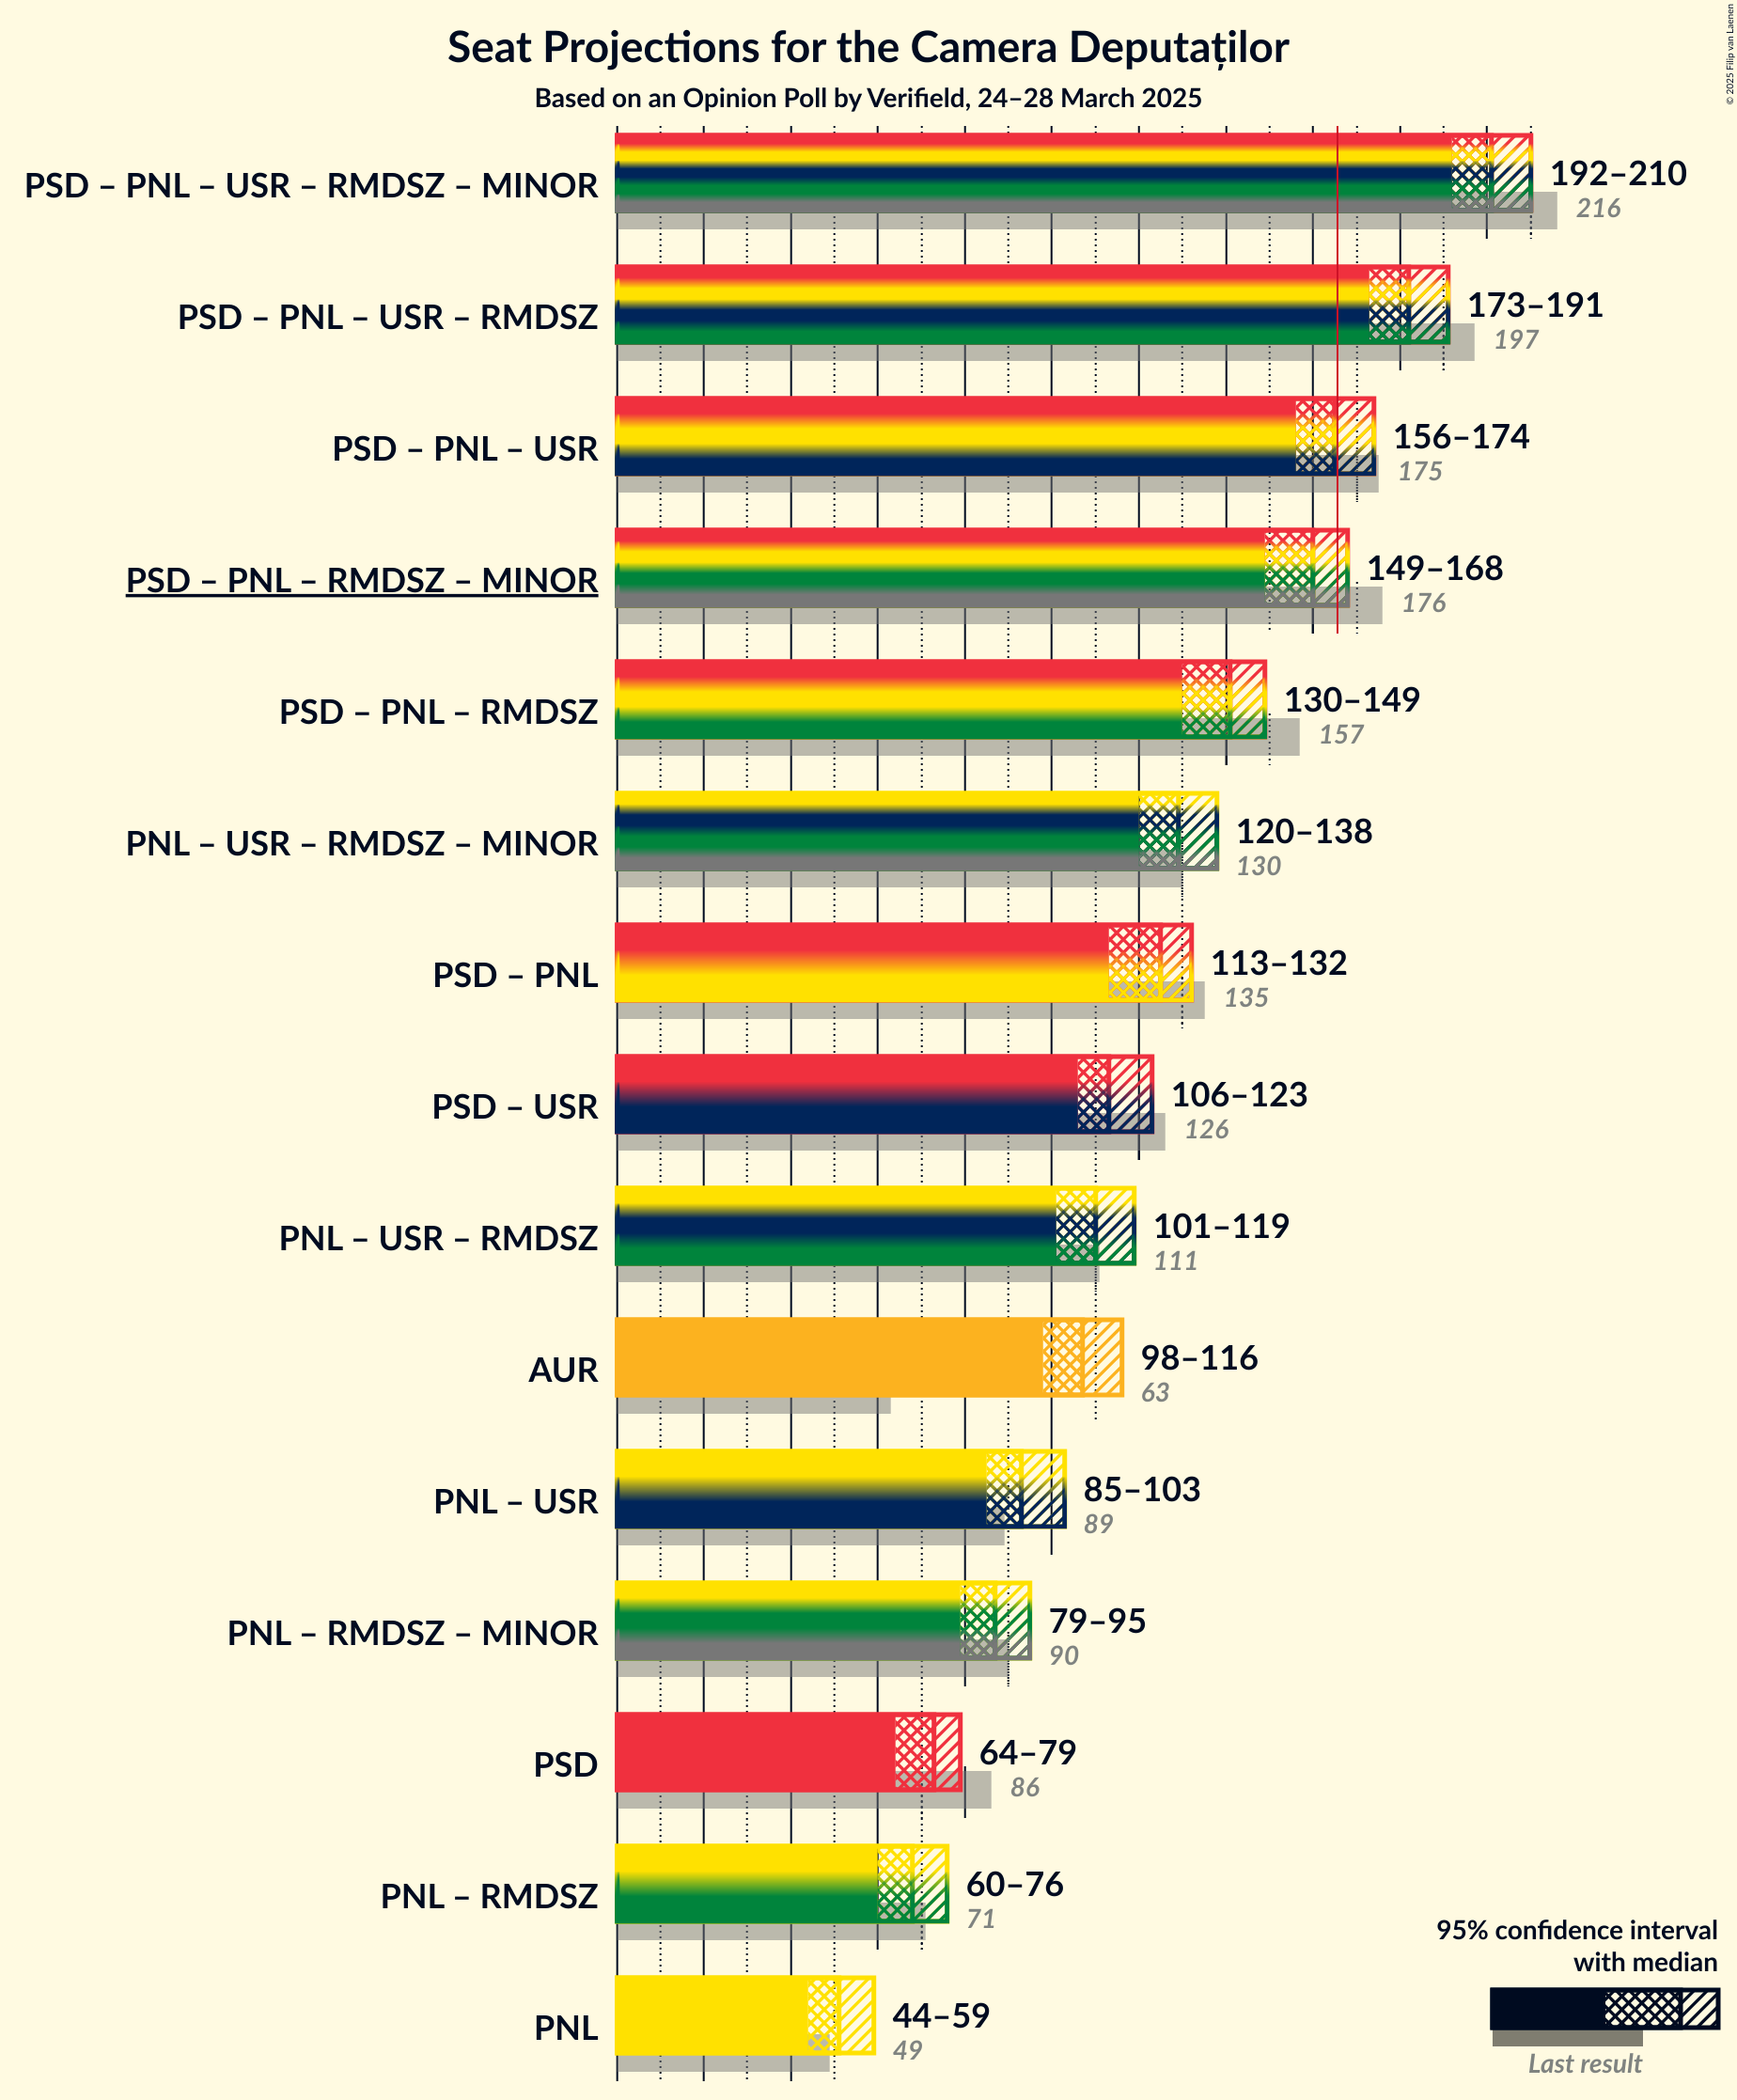 Seat Projections for the Camera Deputaților
Based on an Opinion Poll by Verifield, 24–28 March 2025
© 2025 Filip van Laenen
PSD – PNL – USR – RMDSZ – MINOR
192–210
216
PSD – PNL – USR – RMDSZ
173–191
197
PSD – PNL – USR
156–174
175
PSD – PNL – RMDSZ – MINOR
149–168
176
PSD – PNL – RMDSZ
130–149
157
PNL – USR – RMDSZ – MINOR
120–138
130
PSD – PNL
113–132
135
PSD – USR
106–123
126
PNL – USR – RMDSZ
101–119
111
AUR
98–116
63
PNL – USR
85–103
89
PNL – RMDSZ – MINOR
79–95
90
PSD
64–79
86
PNL – RMDSZ
60–76
71
PNL
44–59
49
95% confidence interval
with median
Last result